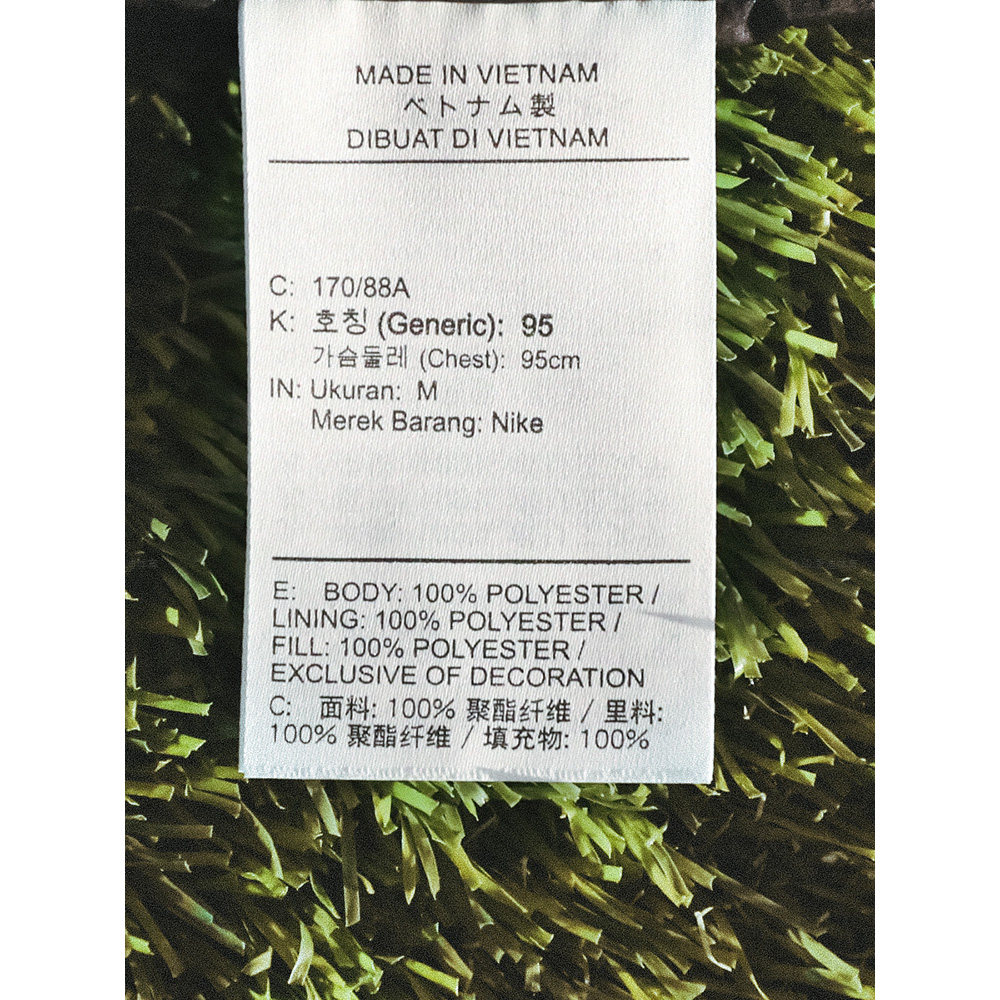 MADE IN VIETNAM
ベトナム製
DIBUAT DI VIETNAM
C: 170/88A
K: 호칭 (Generic): 95
가슴둘레 (Chest): 95cm
IN: Ukuran: M
Merek Barang: Nike
E: BODY: 100% POLYESTER /
LINING: 100% POLYESTER /
FILL: 100% POLYESTER /
EXCLUSIVE OF DECORATION
C: 面料: 100% 聚酯纤维 / 里料:
100% 聚酯纤维 / 填充物: 100%